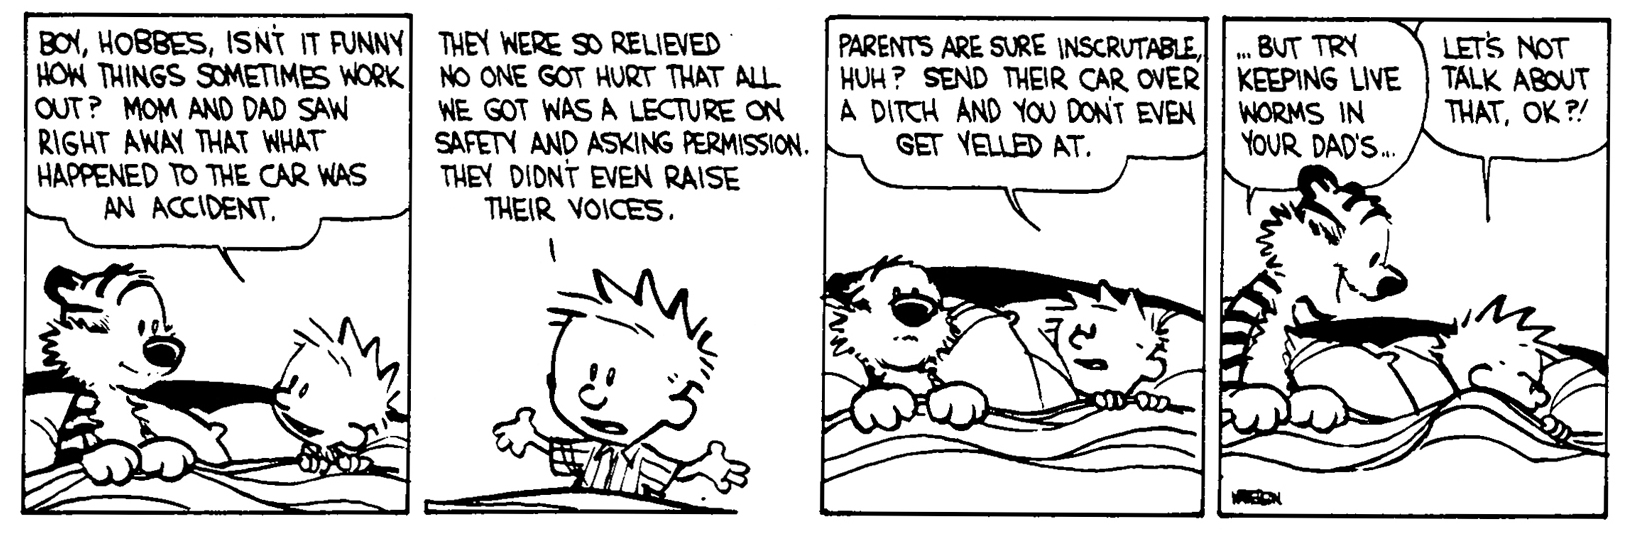 BOY, HOBBES, ISN'T IT FUNNY
HOW THINGS SOMETIMES WORK
OUT? MOM AND DAD SAW
RIGHT AWAY THAT WHAT
HAPPENED TO THE CAR WAS
AN ACCIDENT.
THEY WERE SO RELIEVED
NO ONE GOT HURT THAT ALL
WE GOT WAS A LECTURE ON
SAFETY AND ASKING PERMISSION.
THEY DIDN'T EVEN RAISE
THEIR VOICES.
PARENTS ARE SURE INSCRUTABLE,
HUH? SEND THEIR CAR OVER
A DITCH AND YOU DON'T EVEN
GET YELLED AT.
...BUT TRY
KEEPING LIVE
WORMS IN
YOUR DAD'S...
LET'S NOT
TALK ABOUT
THAT, OK?!